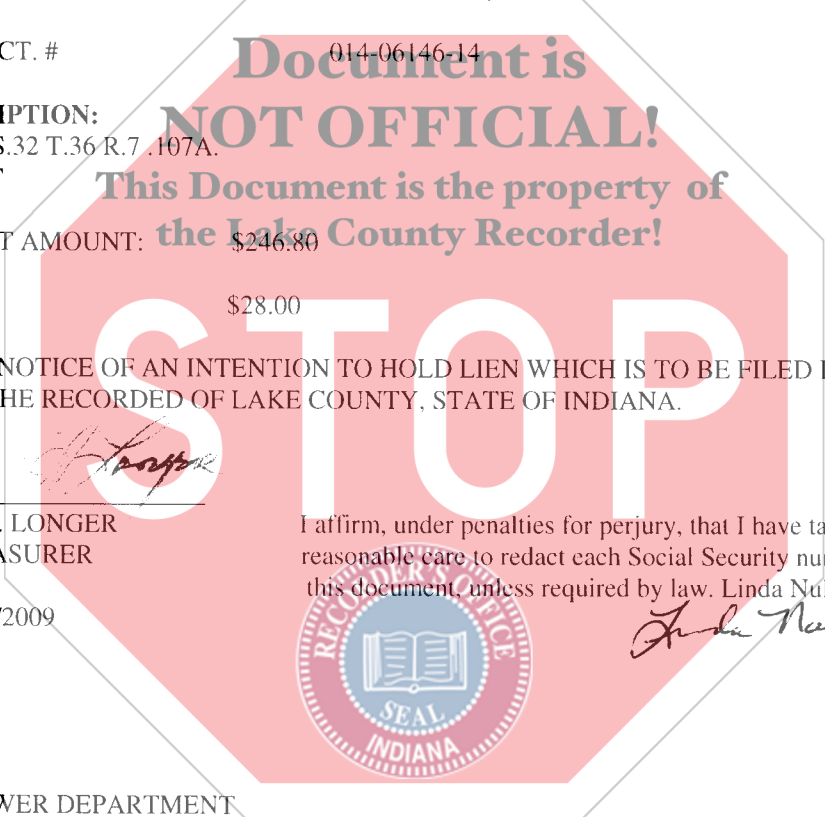 CT. # 014-06146-14
Document is
IPTION:
NOT OFFICIAL!
S.32 T.36 R.7 .107A.
This Document is the property of
T AMOUNT: $246.80
the Lake County Recorder!
$28.00
STOP
NOTICE OF AN INTENTION TO HOLD LIEN WHICH IS TO BE FILED
HE RECORDED OF LAKE COUNTY, STATE OF INDIANA.
. LONGER
ASURER
/2009
I affirm, under penalties for perjury, that I have ta
reasonable care to redact each Social Security nu
this document, unless required by law. Linda Nu
Linda
RECORDER'S OFFICE
SEAL
INDIANA
WER DEPARTMENT